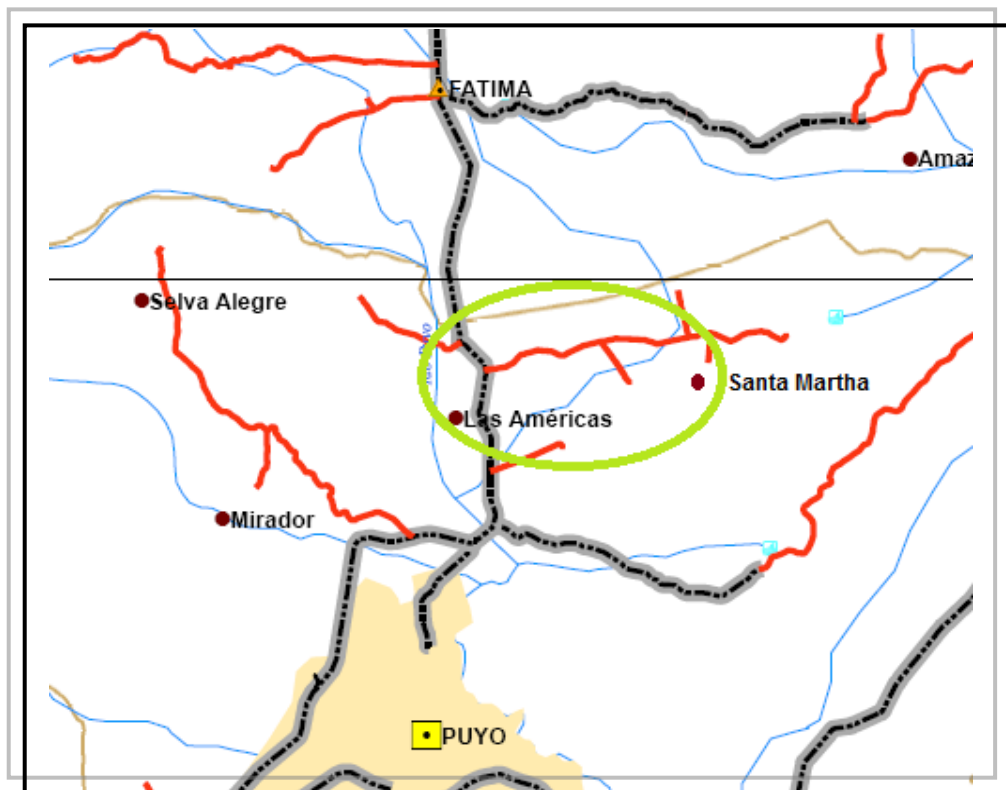 FATIMA
Amaz
Selva Alegre
Santa Martha
Las Américas
Mirador
PUYO